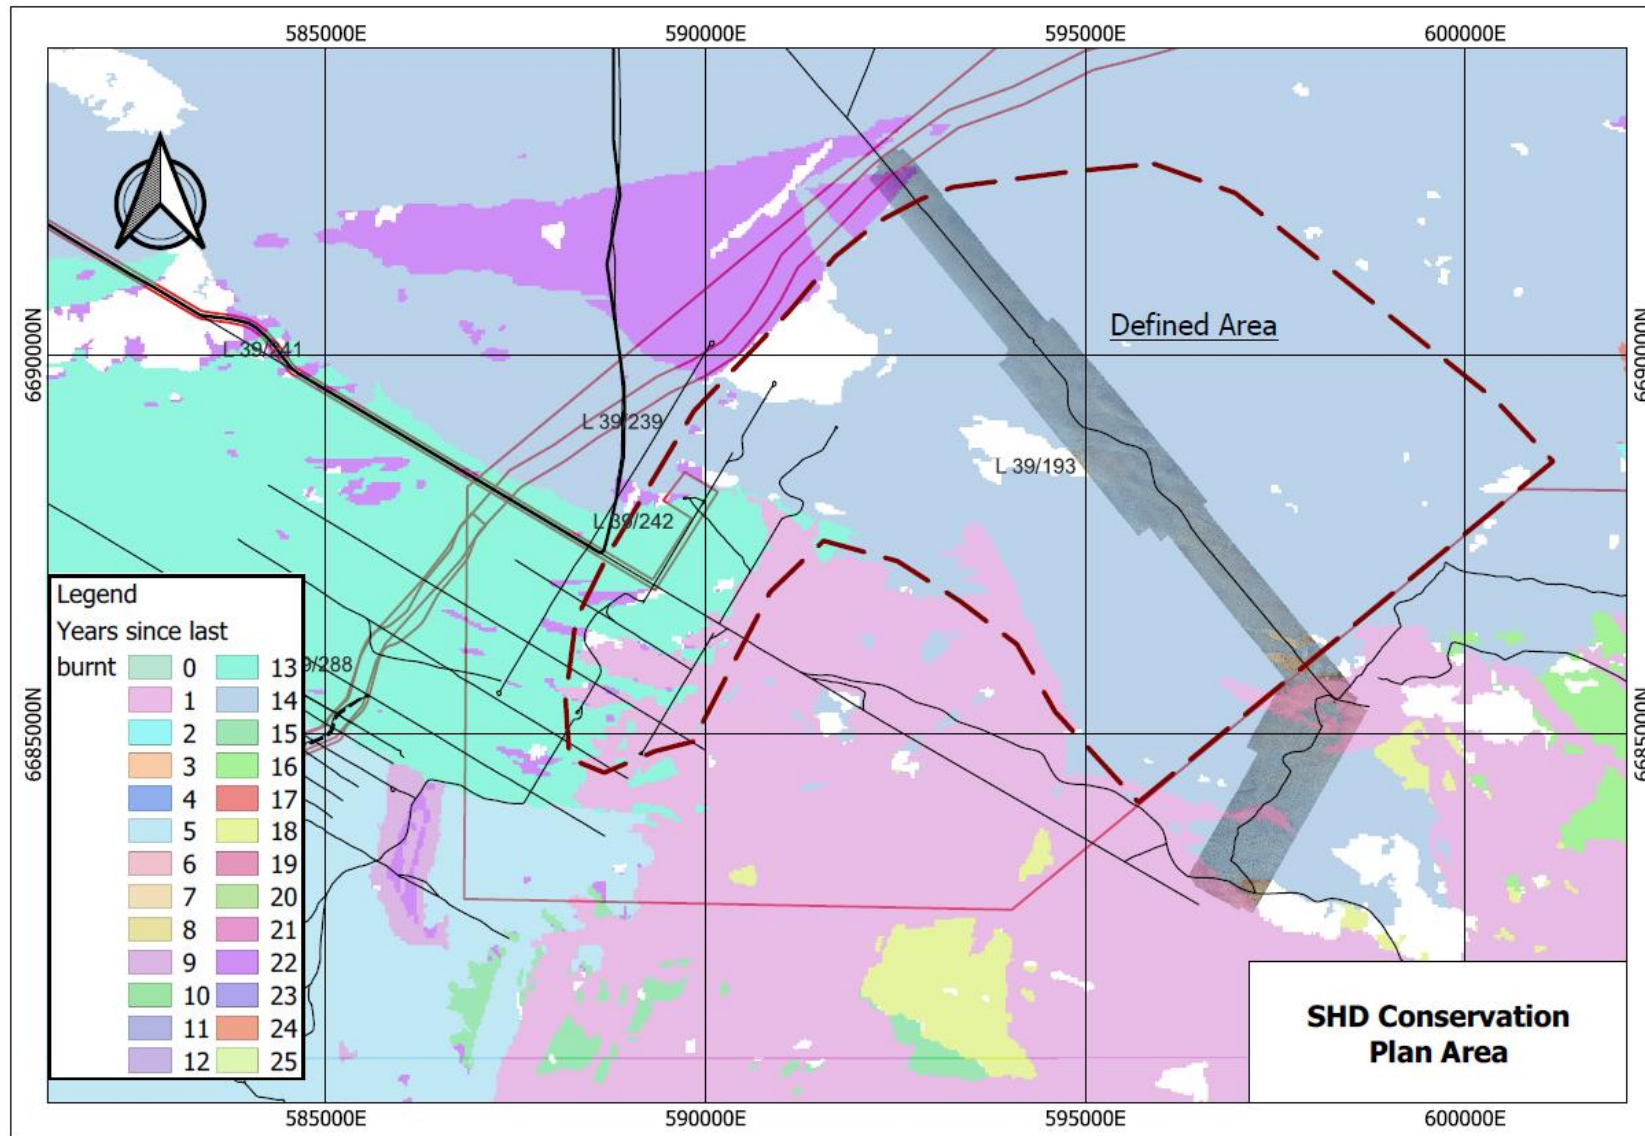 585000E 590000E 595000E 600000E
Defined Area
6690000N 6690000N
L 39/241
L 39/239
L 39/193
L 39/242
Legend
Years since last
burnt 0 13
1 14
2 15
3 16
4 17
5 18
6 19
7 20
8 21
9 22
10 23
11 24
12 25
9/288
6685000N 6685000N
SHD Conservation
Plan Area
585000E 590000E 595000E 600000E